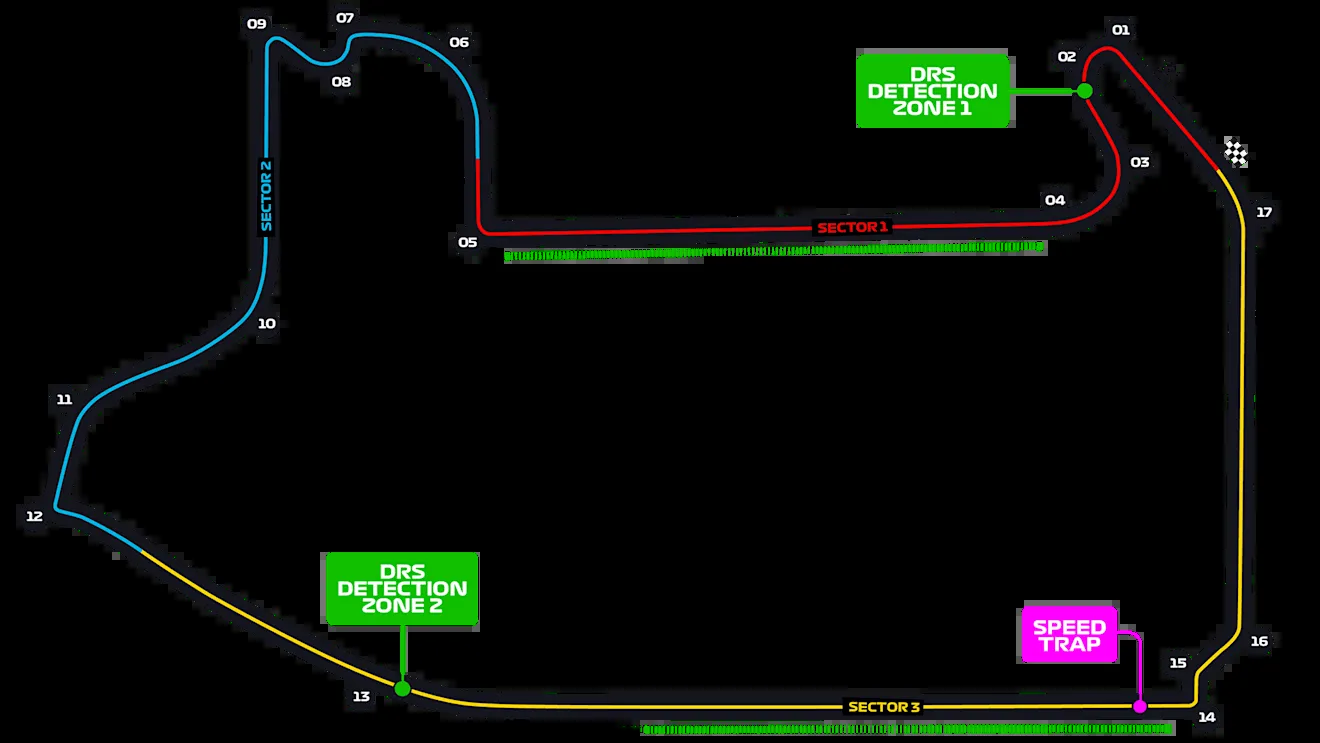 09
07
06
08
01
02
DRS
DETECTION
ZONE 1
03
04
17
SECTOR 2
SECTOR 1
05
10
11
12
DRS
DETECTION
ZONE 2
SPEED
TRAP
16
15
13
SECTOR 3
14